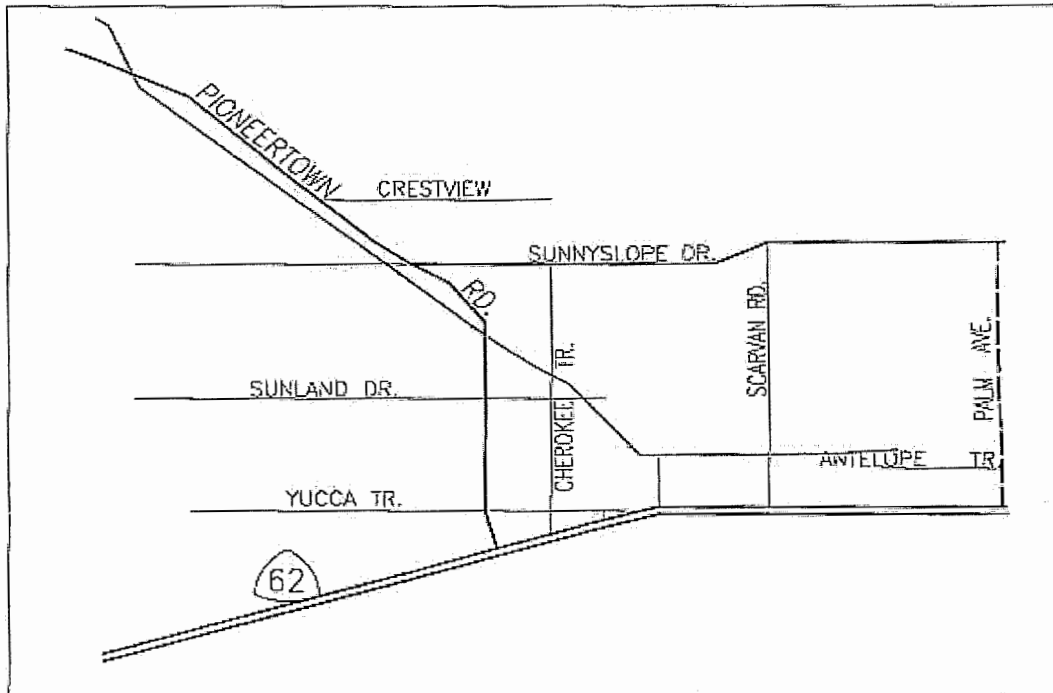 PIONEERTOWN RD.
CRESTVIEW
SUNNYSLOPE DR.
SCARVAN RD.
PALM AVE.
CHEROKEE TR.
SUNLAND DR.
ANTELOPE TR.
YUCCA TR.
62